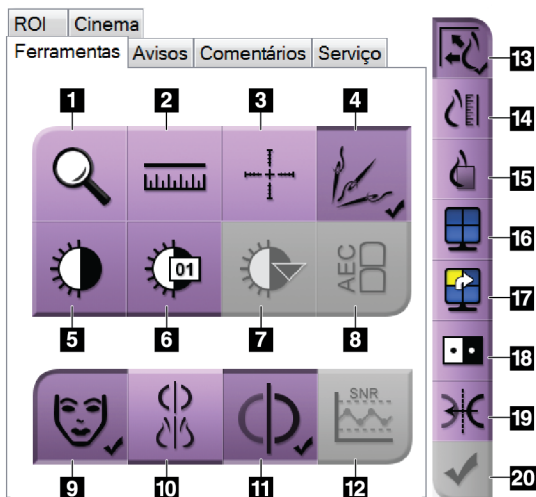 ROI Cinema
Ferramentas Avisos Comentários Serviço
1 2 3 4
01
AEC
5 6 7 8
SNR
9 10 11 12
13
14
15
16
17
18
19
20